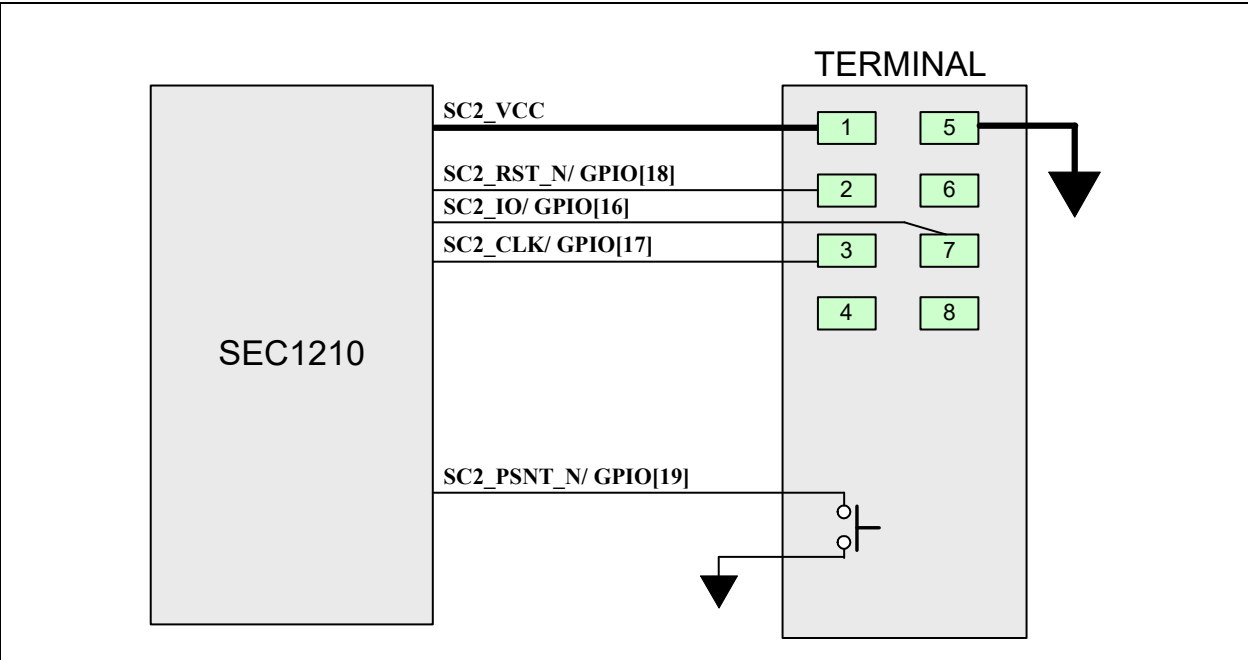 TERMINAL
SC2_VCC
1
5
SC2_RST_N/ GPIO[18]
2
6
SC2_IO/ GPIO[16]
SC2_CLK/ GPIO[17]
3
7
4
8
SEC1210
SC2_PSNT_N/ GPIO[19]